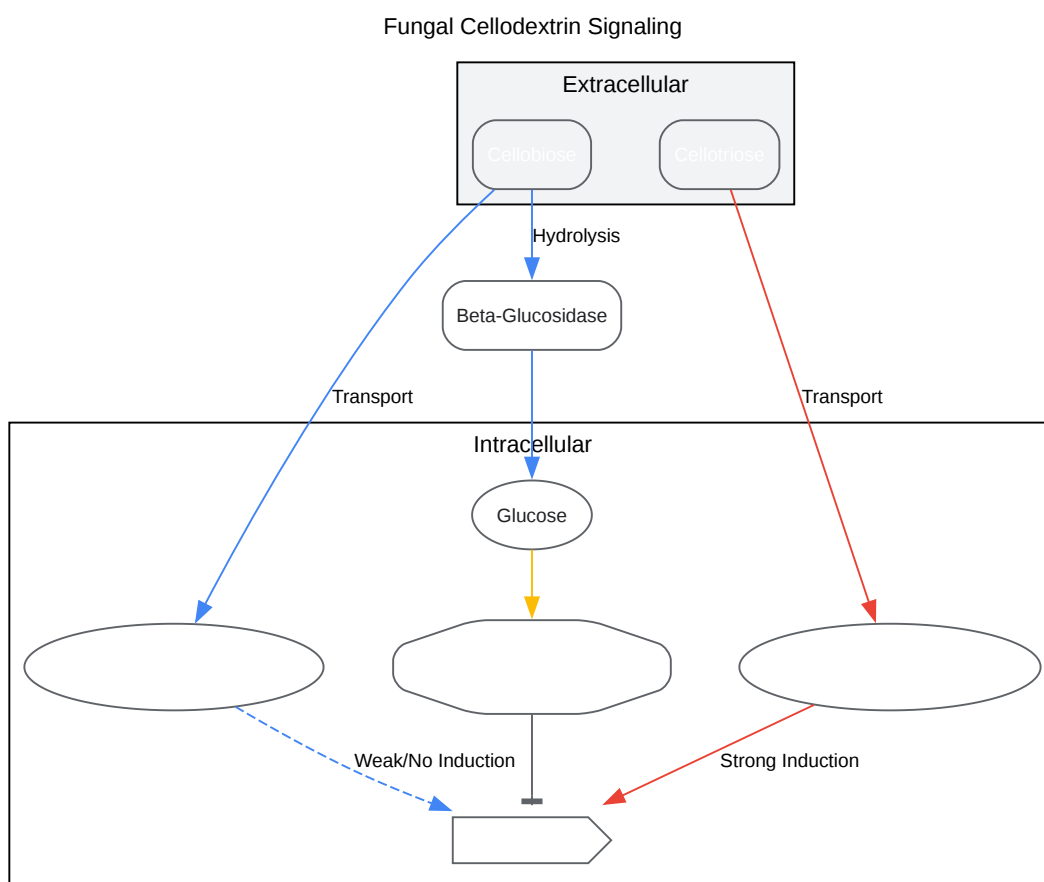 Fungal Cellodextrin Signaling
Extracellular
Cellobiose
Cellotriose
Hydrolysis
Beta-Glucosidase
Transport
Transport
Intracellular
Glucose
Weak/No Induction
Strong Induction